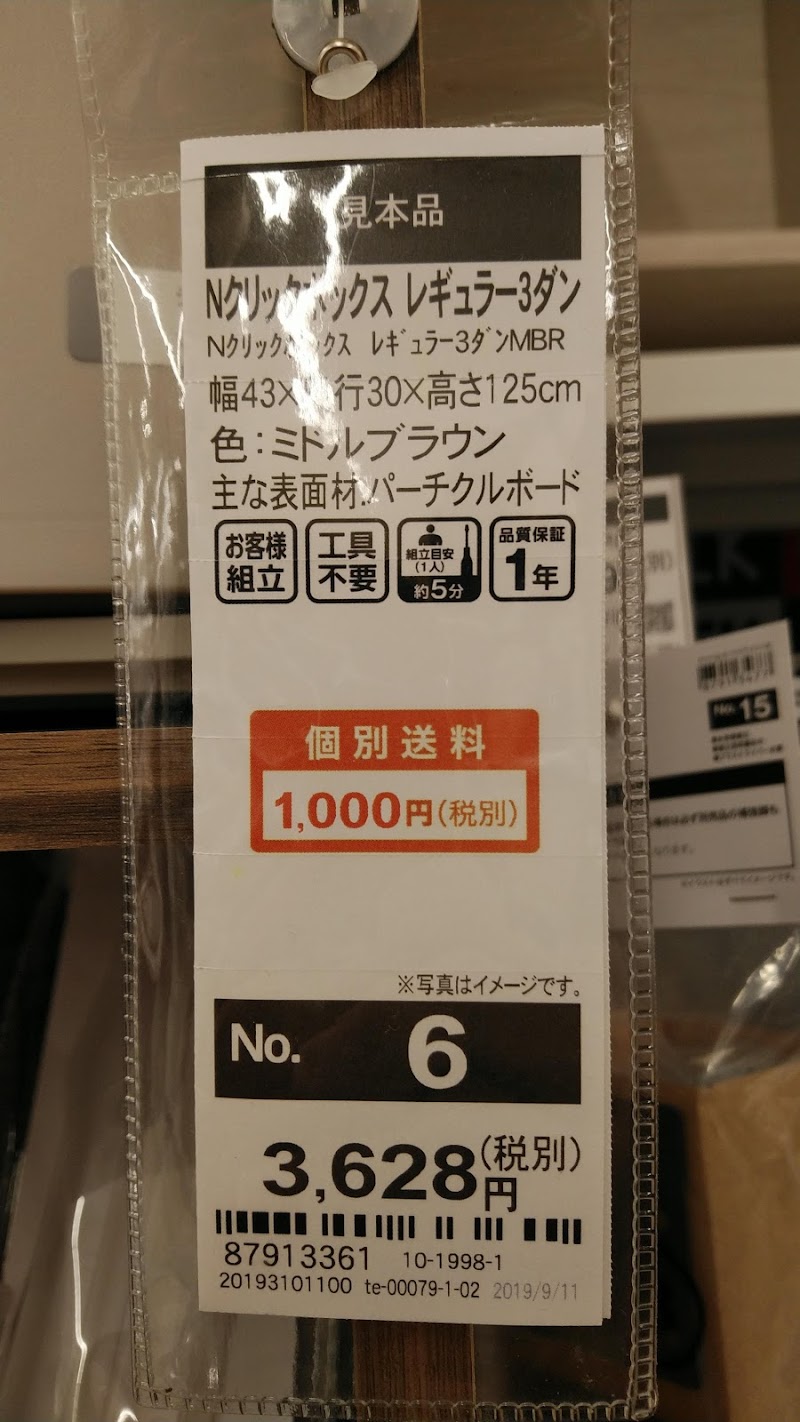 見本品
Nクリックボックス レギュラー3ダン
Nクリックボックス レギュラー3ダンMBR
幅43×奥行30×高さ125cm
色：ミドルブラウン
主な表面材:パーチクルボード
お客様
組立
工具
不要
組立目安
(1人)
約5分
品質保証
1年
個別送料
1,000円(税別)
※写真はイメージです。
No. 6
3,628円(税別)
87913361 10-1998-1
20193101100 te-00079-1-02 2019/9/11
No. 15